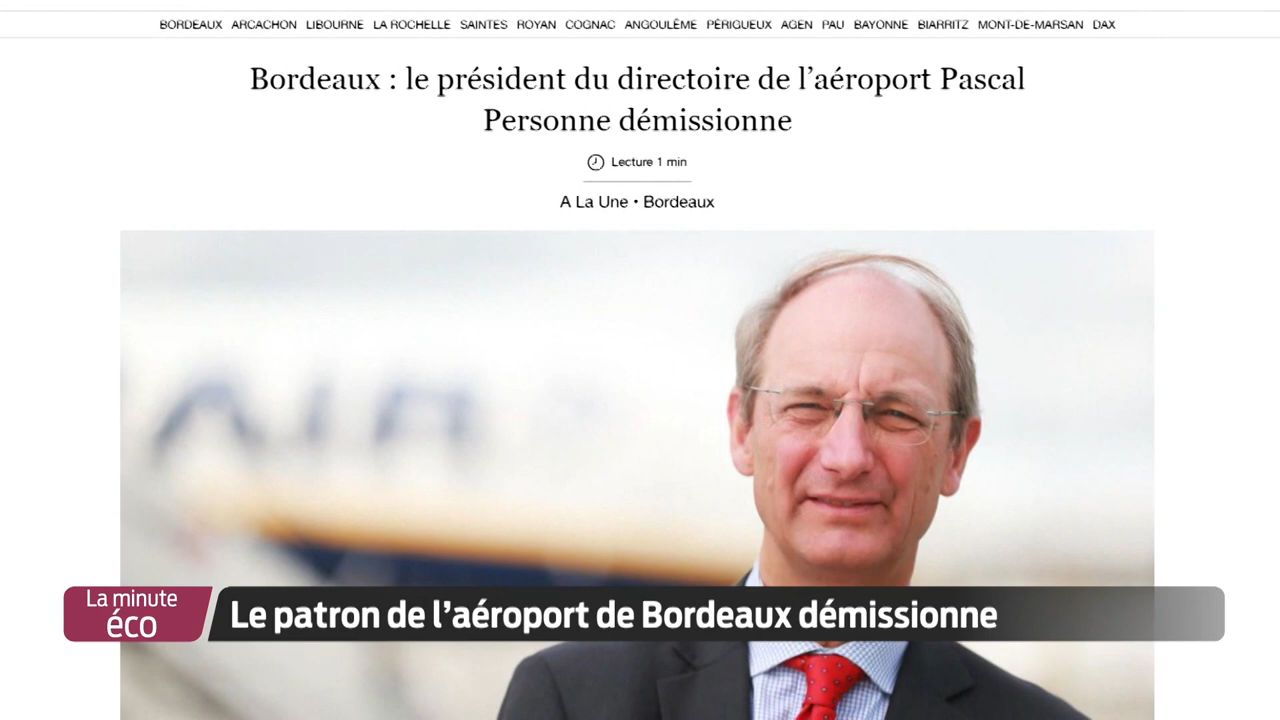 BORDEAUX ARCACHON LIBOURNE LA ROCHELLE SAINTES ROYAN COGNAC ANGOULÊME PÉRIGUEUX AGEN PAU BAYONNE BIARRITZ MONT-DE-MARSAN DAX
Bordeaux : le président du directoire de l’aéroport Pascal
Personne démissionne
Lecture 1 min
A La Une • Bordeaux
AIR
La minute
éco
Le patron de l’aéroport de Bordeaux démissionne